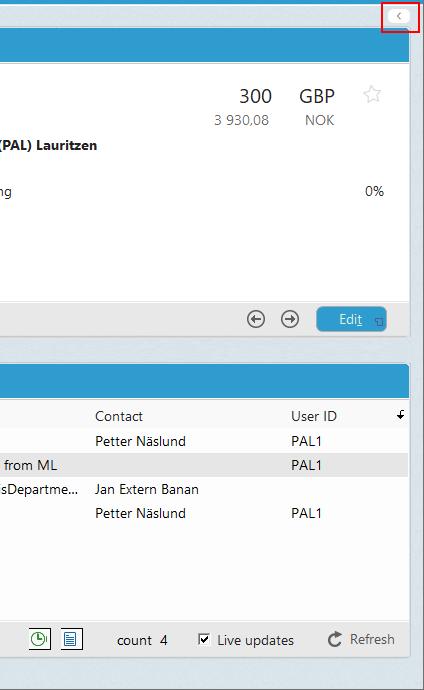 300 GBP
3 930,08 NOK
(PAL) Lauritzen
ng 0%
Edit
Contact User ID
Petter Näslund PAL1
from ML PAL1
isDepartme... Jan Extern Banan
Petter Näslund PAL1
count 4 Live updates Refresh